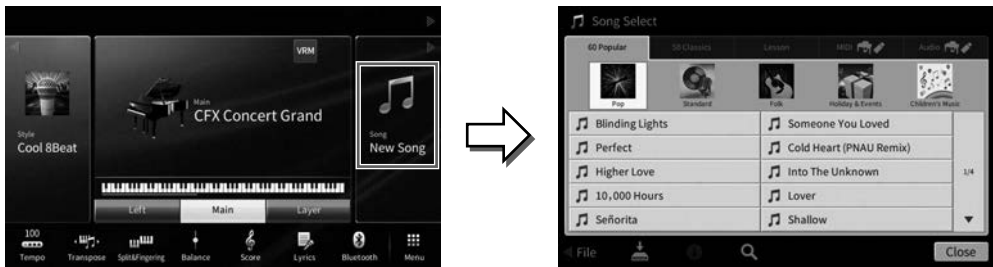 VRM
Main
CFX Concert Grand
Style
Cool 8Beat
Song
New Song
Left
Main
Layer
100
Tempo
Transpose
Split&Fingering
Balance
Score
Lyrics
Bluetooth
Menu
Song Select
60 Popular
50 Classics
Lesson
MIDI
Audio
Pop
Standard
Folk
Holiday & Events
Children's Music
Blinding Lights
Someone You Loved
Perfect
Cold Heart (PNAU Remix)
Higher Love
Into The Unknown
1/4
10,000 Hours
Lover
Señorita
Shallow
File
Close